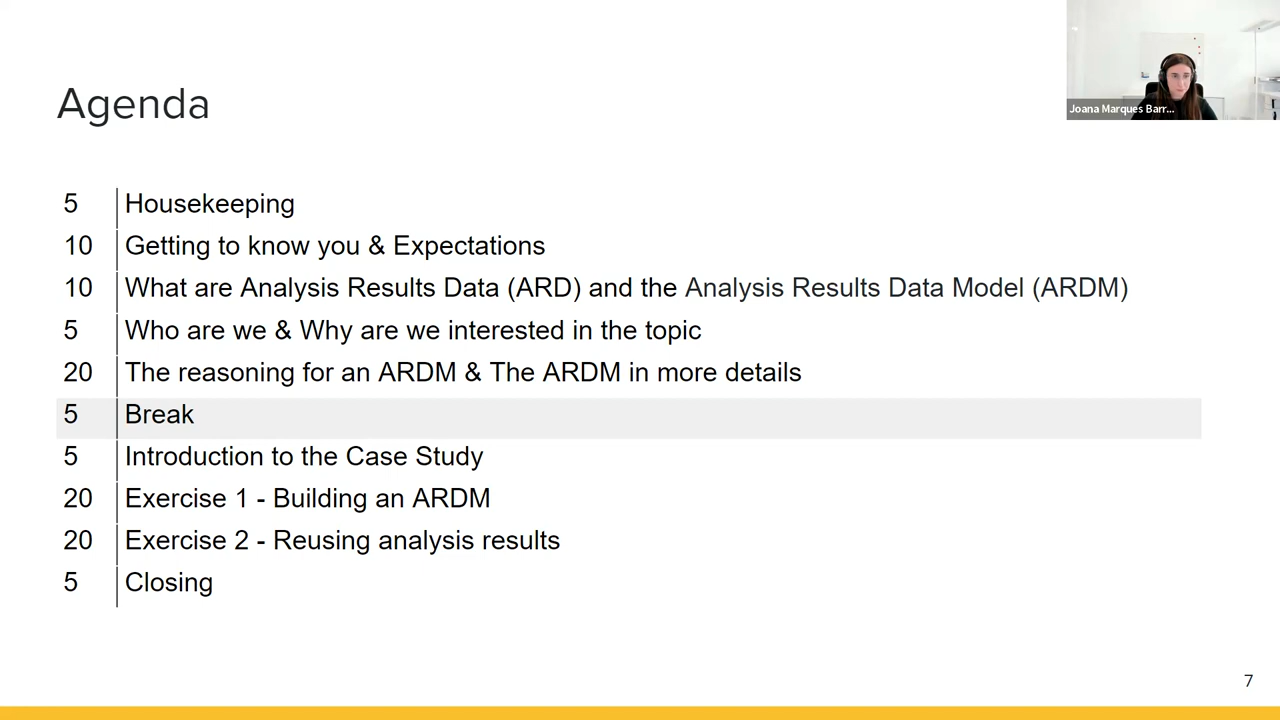 Agenda
Joana Marques Barr...
5 Housekeeping
10 Getting to know you & Expectations
10 What are Analysis Results Data (ARD) and the Analysis Results Data Model (ARDM)
5 Who are we & Why are we interested in the topic
20 The reasoning for an ARDM & The ARDM in more details
5 Break
5 Introduction to the Case Study
20 Exercise 1 - Building an ARDM
20 Exercise 2 - Reusing analysis results
5 Closing
7